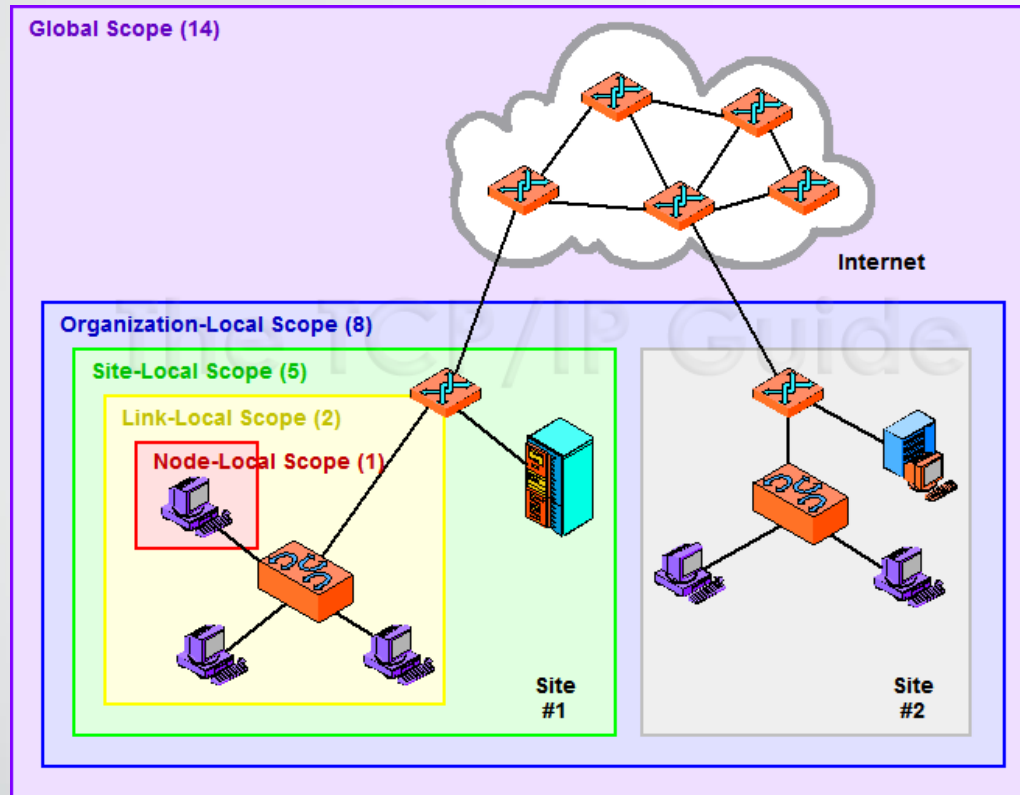 Global Scope (14)
Internet
The TCP/IP Guide
Organization-Local Scope (8)
Site-Local Scope (5)
Link-Local Scope (2)
Node-Local Scope (1)
Site
#1
Site
#2